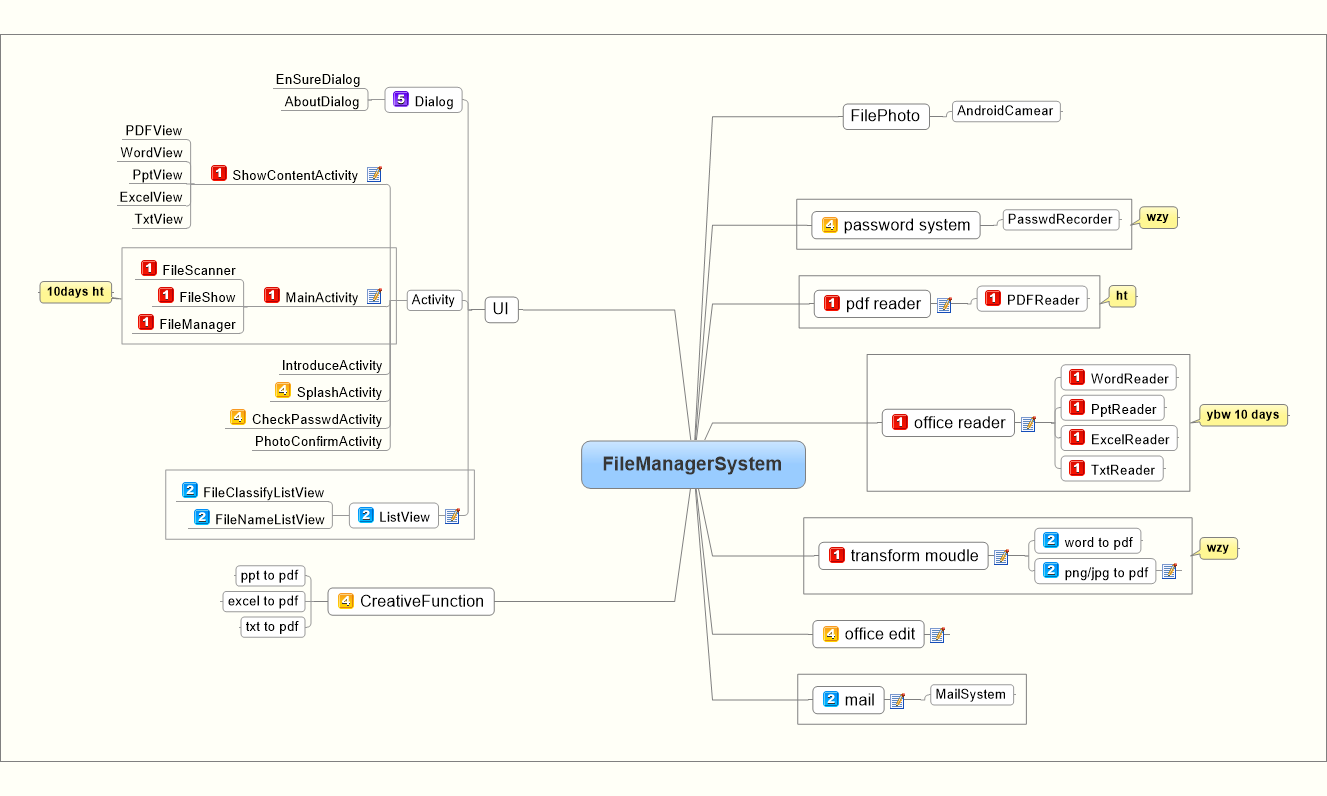 EnSureDialog
AboutDialog
5 Dialog
PDFView
WordView
PptView
ExcelView
TxtView
1 ShowContentActivity
10days ht
1 FileScanner
1 FileShow
1 FileManager
1 MainActivity
Activity
UI
IntroduceActivity
4 SplashActivity
4 CheckPasswdActivity
PhotoConfirmActivity
2 FileClassifyListView
2 FileNameListView
2 ListView
ppt to pdf
excel to pdf
txt to pdf
4 CreativeFunction
FileManagerSystem
FilePhoto
AndroidCamear
4 password system
PasswdRecorder
wzy
1 pdf reader
1 PDFReader
ht
1 office reader
1 WordReader
1 PptReader
1 ExcelReader
1 TxtReader
ybw 10 days
1 transform moudle
2 word to pdf
2 png/jpg to pdf
wzy
4 office edit
2 mail
MailSystem